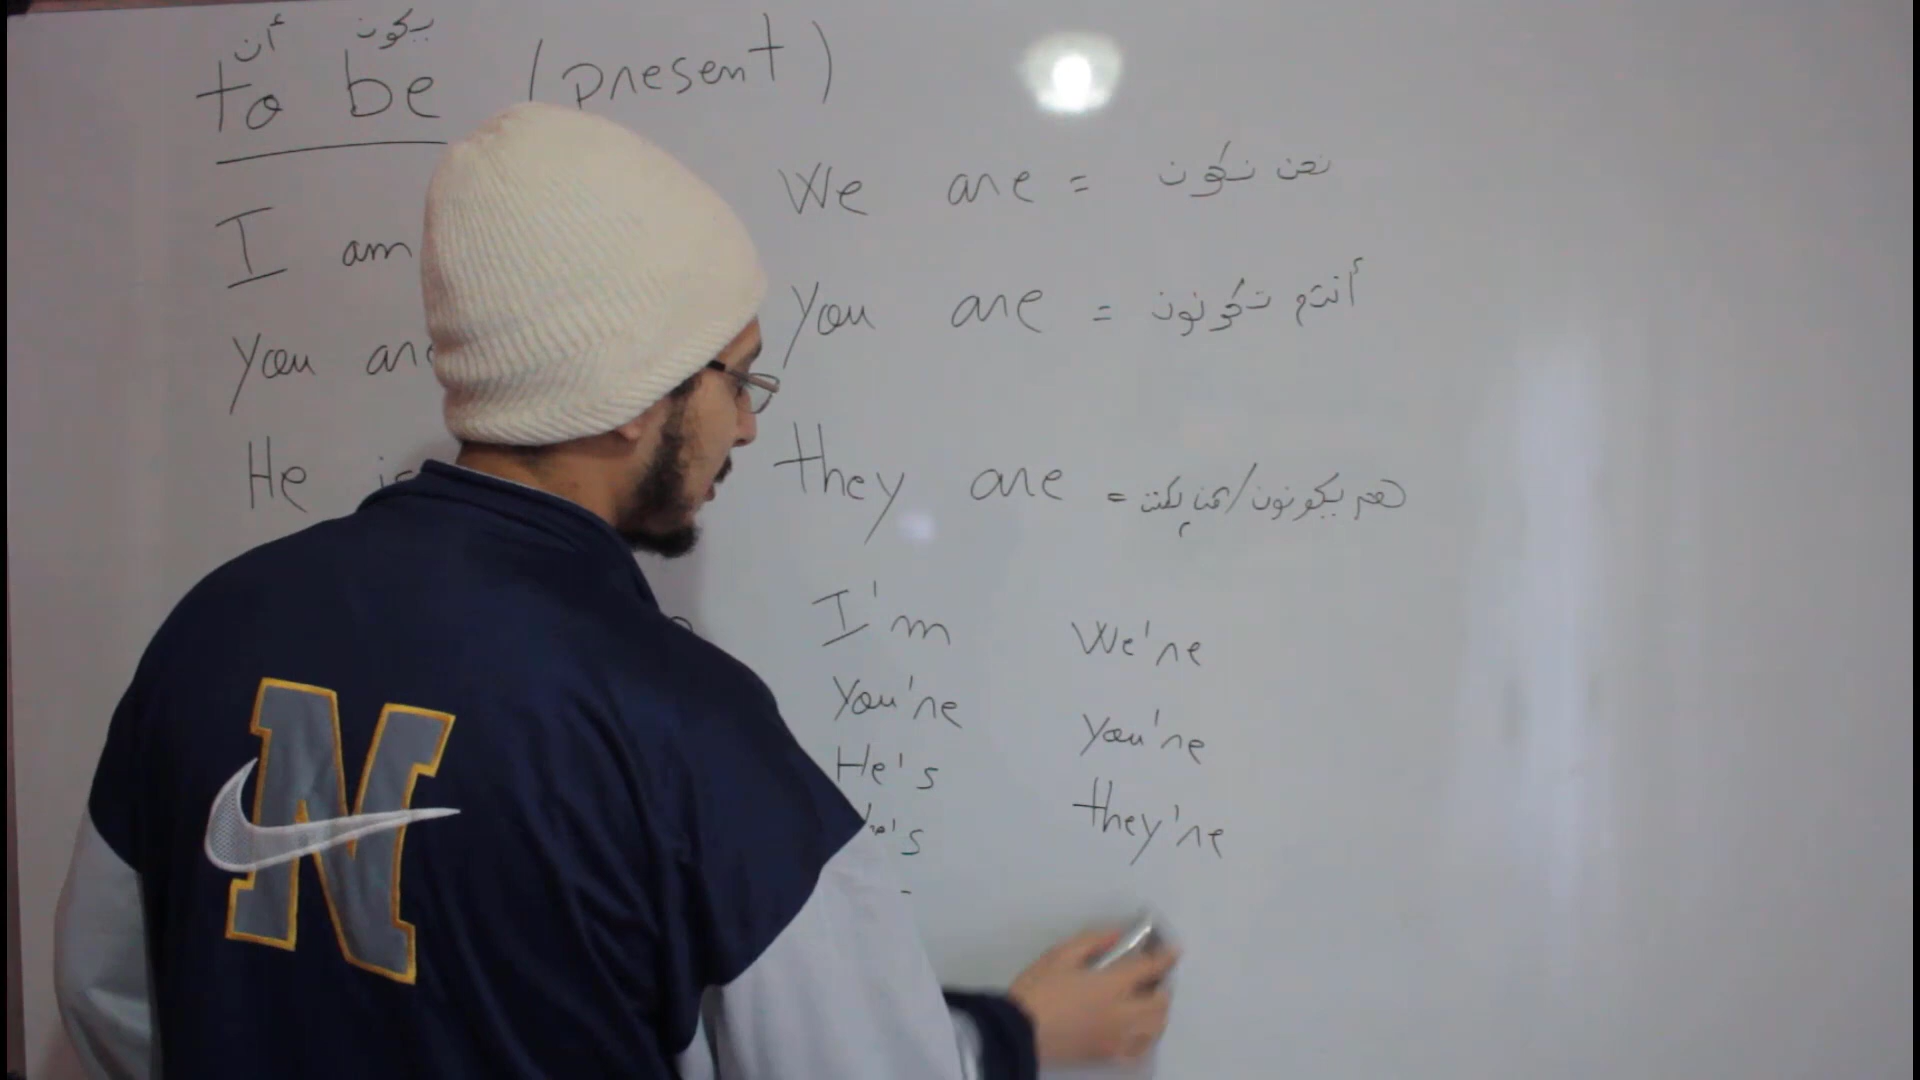 أن يكون
to be (present)
I am
You are
He is
We are = نحن نكون
You are = أنتم تكونون
they are = هم يكونون/هن يكن
I'm
You're
He's
's
We're
You're
they're
N